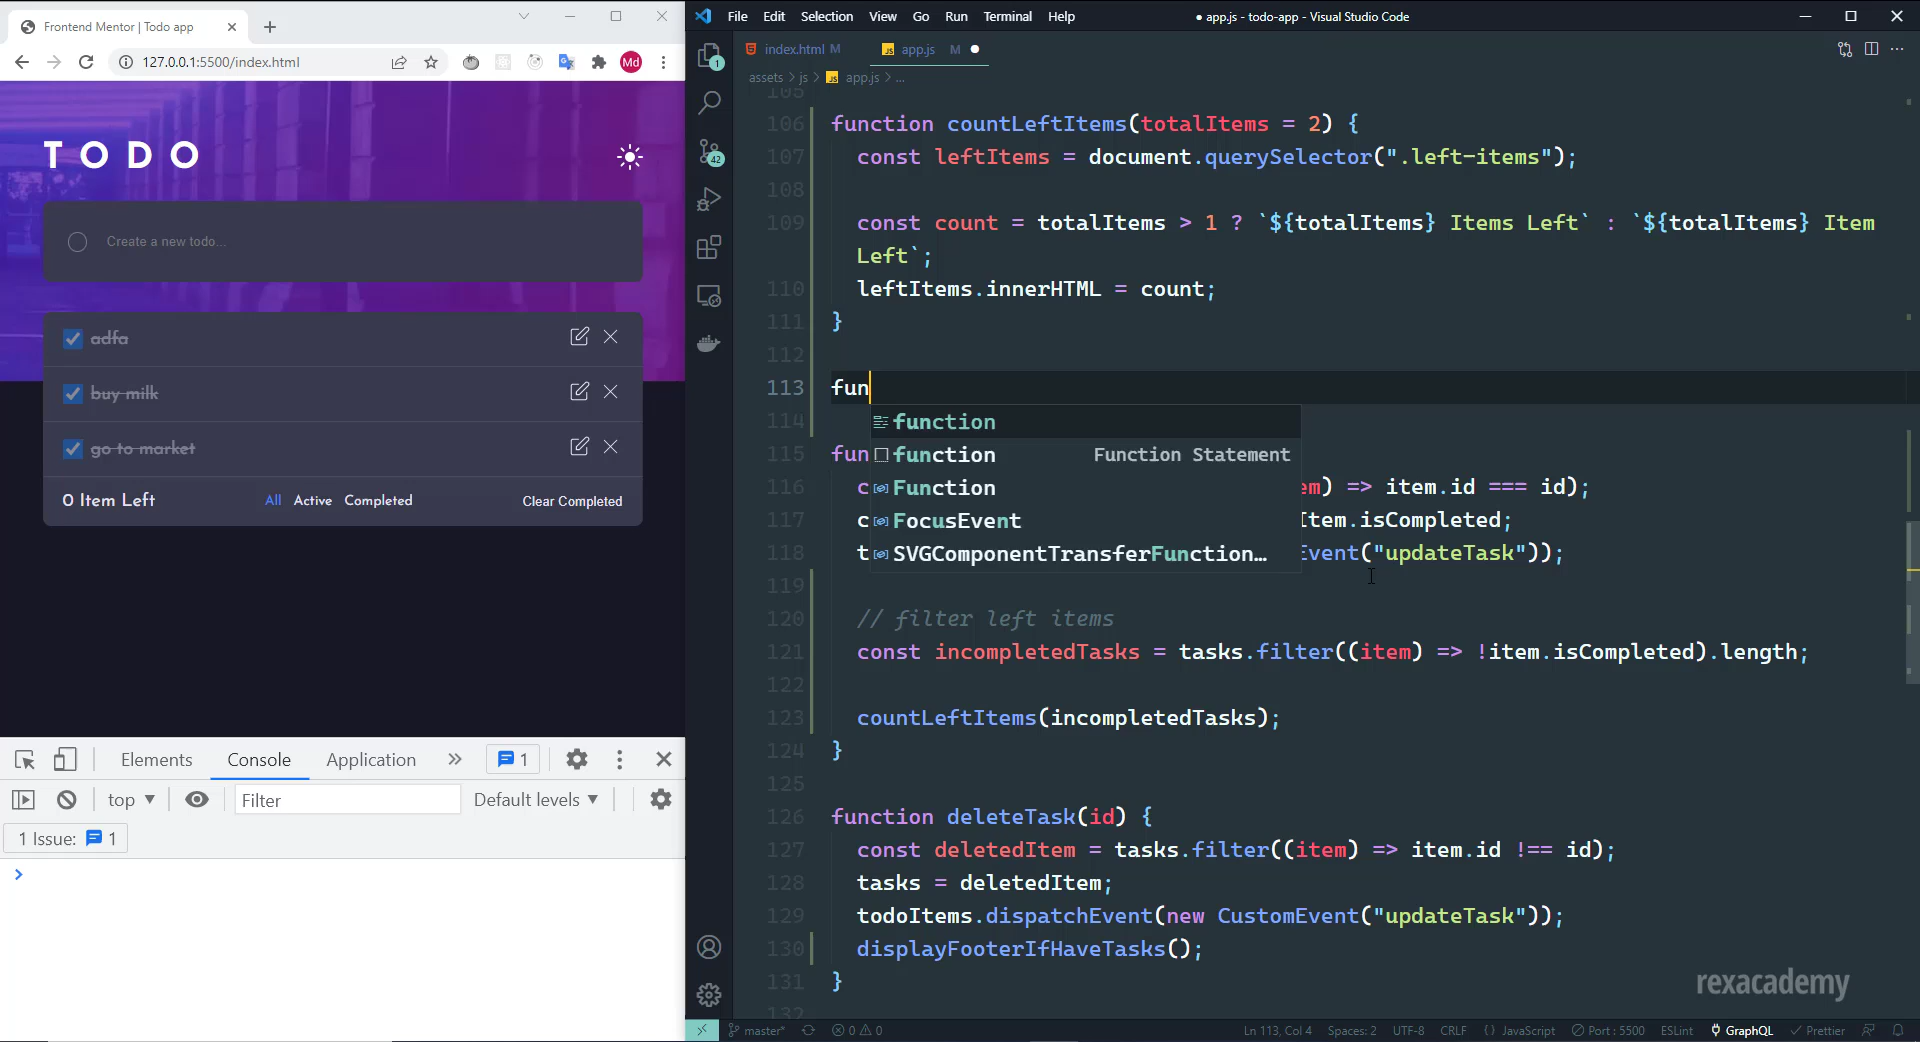 Frontend Mentor | Todo app
127.0.0.1:5500/index.html
Md
TODO
Create a new todo...
adfa
buy milk
go to market
0 Item Left
All Active Completed
Clear Completed
Elements Console Application » 1
top Filter Default levels
1 Issue: 1
File Edit Selection View Go Run Terminal Help
● app.js - todo-app - Visual Studio Code
1
42
index.html M
JS app.js M
assets > js > JS app.js > ...
105
106 function countLeftItems(totalItems = 2) {
107 const leftItems = document.querySelector(".left-items");
108
109 const count = totalItems > 1 ? `${totalItems} Items Left` : `${totalItems} Item
Left`;
110 leftItems.innerHTML = count;
111 }
112
113 fun
114 function
115 fun function Function Statement
116 c Function em) => item.id === id);
117 c FocusEvent Item.isCompleted;
118 t SVGComponentTransferFunction… Event("updateTask"));
119
120 // filter left items
121 const incompletedTasks = tasks.filter((item) => !item.isCompleted).length;
122
123 countLeftItems(incompletedTasks);
124 }
125
126 function deleteTask(id) {
127 const deletedItem = tasks.filter((item) => item.id !== id);
128 tasks = deletedItem;
129 todoItems.dispatchEvent(new CustomEvent("updateTask"));
130 displayFooterIfHaveTasks();
131 }
132
rexacademy
master* 0 0 Ln 113, Col 4 Spaces: 2 UTF-8 CRLF {} JavaScript Port : 5500 ESLint GraphQL Prettier